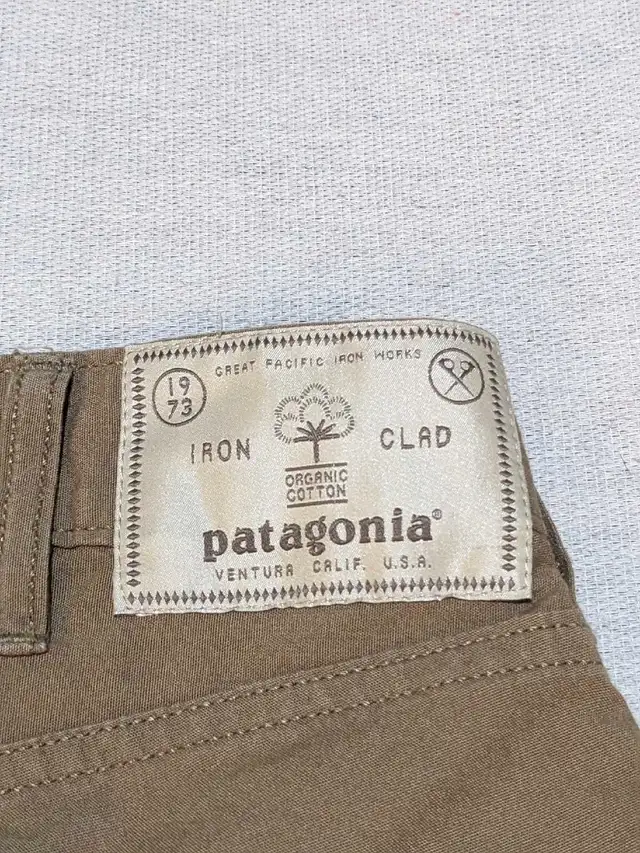 GREAT PACIFIC IRON WORKS
19
73
IRON CLAD
ORGANIC
COTTON
patagonia®
VENTURA CALIF. U.S.A.